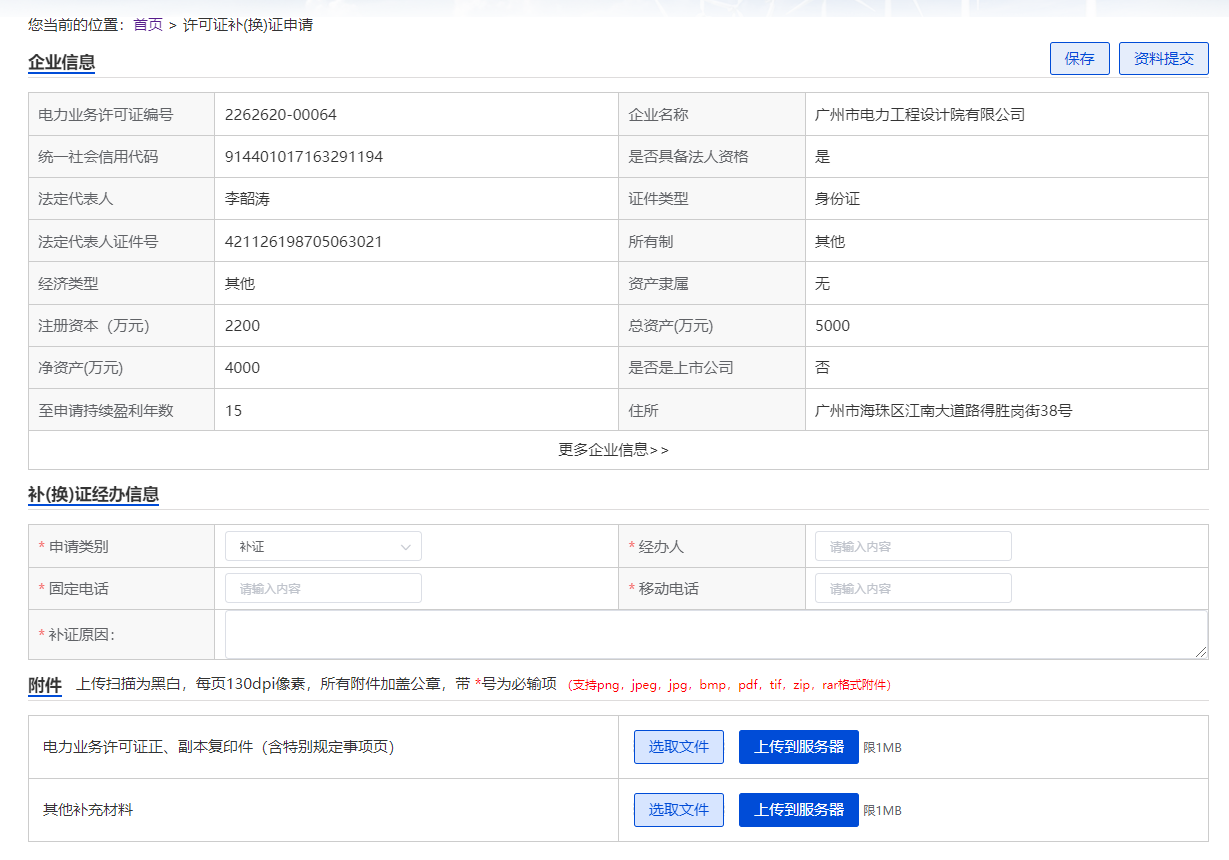 您当前的位置：首页 > 许可证补(换)证申请
企业信息
保存 资料提交
电力业务许可证编号 2262620-00064 企业名称 广州市电力工程设计院有限公司
统一社会信用代码 914401017163291194 是否具备法人资格 是
法定代表人 李韶涛 证件类型 身份证
法定代表人证件号 421126198705063021 所有制 其他
经济类型 其他 资产隶属 无
注册资本（万元） 2200 总资产(万元) 5000
净资产(万元) 4000 是否是上市公司 否
至申请持续盈利年数 15 住所 广州市海珠区江南大道路得胜岗街38号
更多企业信息>>
补(换)证经办信息
* 申请类别 补证 * 经办人 请输入内容
* 固定电话 请输入内容 * 移动电话 请输入内容
* 补证原因：
附件 上传扫描为黑白，每页130dpi像素，所有附件加盖公章，带 *号为必输项 （支持png，jpeg，jpg，bmp，pdf，tif，zip，rar格式附件）
电力业务许可证正、副本复印件（含特别规定事项页） 选取文件 上传到服务器 限1MB
其他补充材料 选取文件 上传到服务器 限1MB